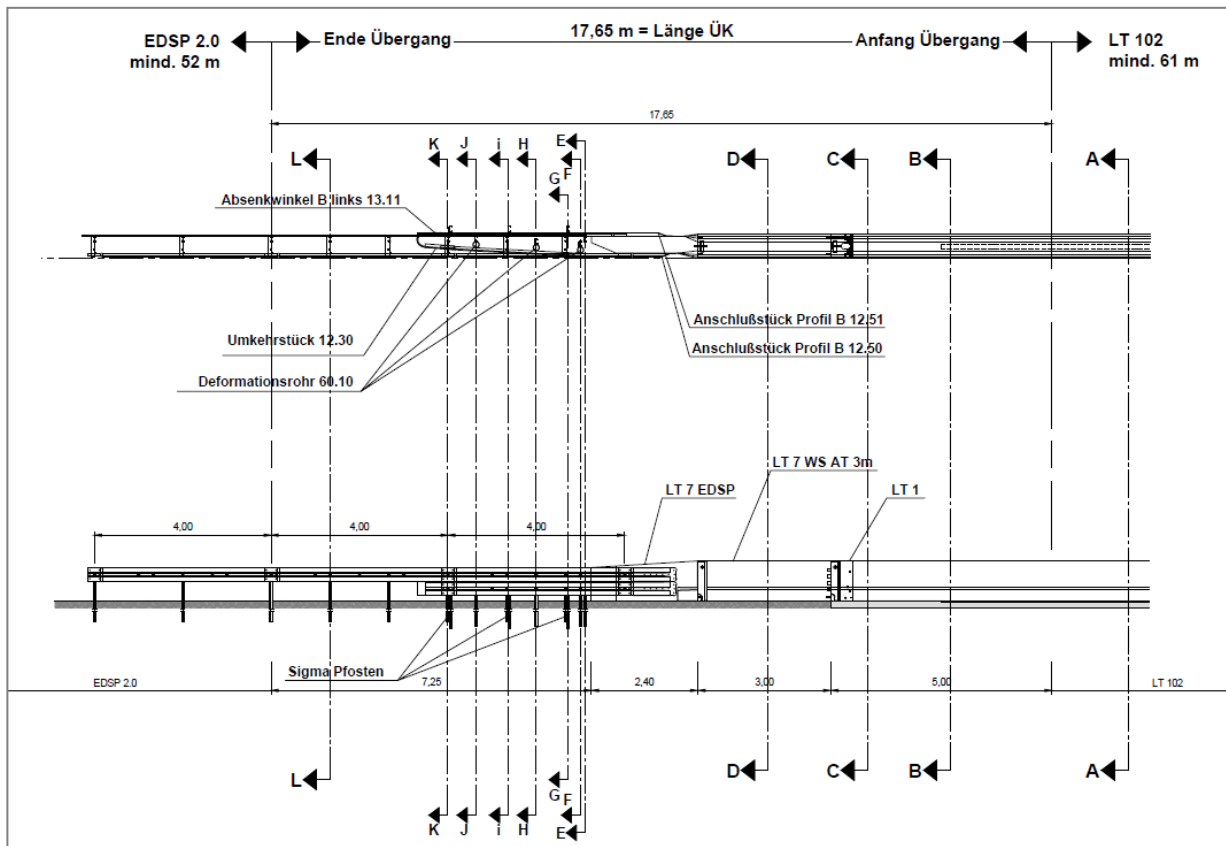 EDSP 2.0
mind. 52 m
Ende Übergang
17,65 m = Länge ÜK
Anfang Übergang
LT 102
mind. 61 m
17,65
E
K
J
i
H
F
L
D
C
B
A
G
Absenkwinkel B links 13.11
Anschlußstück Profil B 12.51
Umkehrstück 12.30
Anschlußstück Profil B 12.50
Deformationsrohr 60.10
LT 7 WS AT 3m
LT 7 EDSP
LT 1
4,00
4,00
4,00
Sigma Pfosten
EDSP 2.0
7,25
2,40
3,00
5,00
LT 102
L
D
C
B
A
G
F
K
J
i
H
E